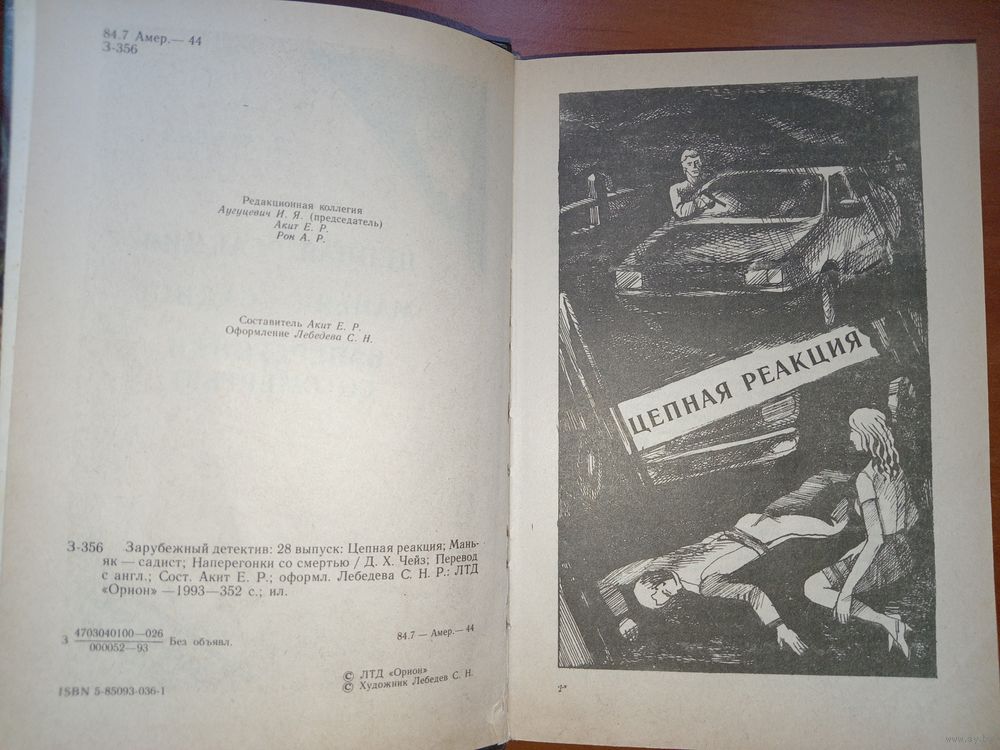 84.7 Амер.— 44
З-356
Редакционная коллегия
Аугуцевич И. Я. (председатель)
Акит Е. Р.
Рон А. Р.
Составитель Акит Е. Р.
Оформление Лебедева С. Н.
З-356 Зарубежный детектив: 28 выпуск: Цепная реакция; Мань-
як — садист; Наперегонки со смертью / Д. Х. Чейз; Перевод
с англ.; Сост. Акит Е. Р.; оформл. Лебедева С. Н. Р.: ЛТД
«Орион» —1993—352 с.; ил.
З 4703040100—026
000052—93
Без объявл.
84.7 — Амер.— 44
© ЛТД «Орион»
© Художник Лебедев С. Н.
ISBN 5-85093-036-1
ЦЕПНАЯ РЕАКЦИЯ
2*